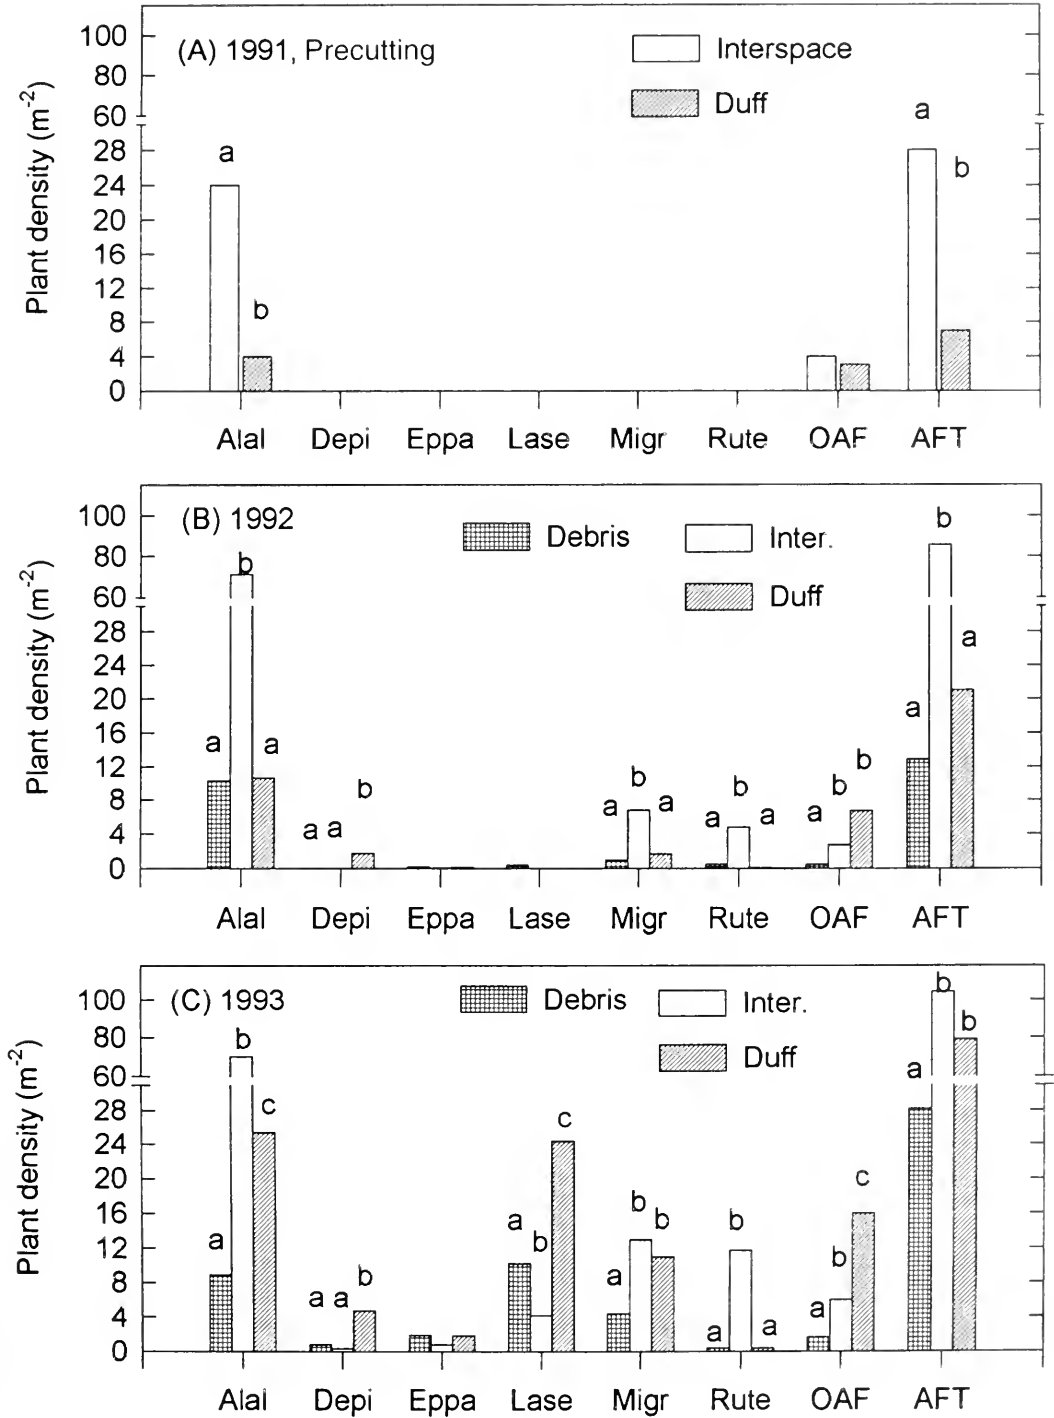 (A) 1991, Precutting
Interspace
Duff
Plant density (m-2)
100
80
60
28
24
20
16
12
8
4
0
a
b
a
b
Alal Depi Eppa Lase Migr Rute OAF AFT
(B) 1992
Debris
Inter.
Duff
Plant density (m-2)
100
80
60
28
24
20
16
12
8
4
0
a b a
a a b
a b a
a b a
a b b
a b a
Alal Depi Eppa Lase Migr Rute OAF AFT
(C) 1993
Debris
Inter.
Duff
Plant density (m-2)
100
80
60
28
24
20
16
12
8
4
0
a b c
a a b
a b c
a b b
a b a
a b c
a b b
Alal Depi Eppa Lase Migr Rute OAF AFT